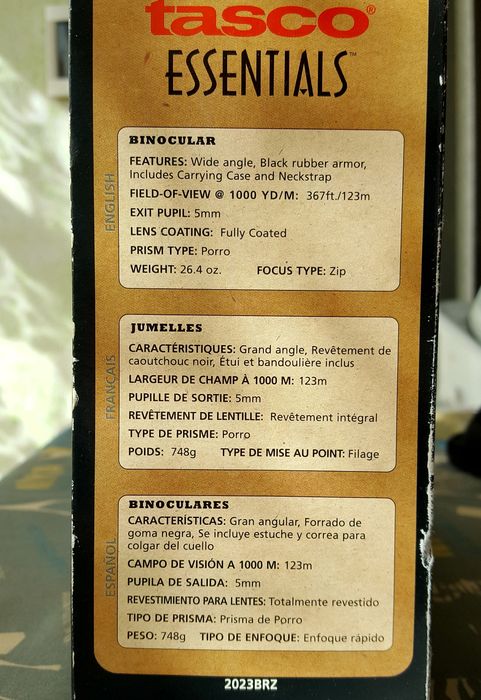 tasco®
ESSENTIALS™
ENGLISH
BINOCULAR
FEATURES: Wide angle, Black rubber armor,
Includes Carrying Case and Neckstrap
FIELD-OF-VIEW @ 1000 YD/M: 367ft./123m
EXIT PUPIL: 5mm
LENS COATING: Fully Coated
PRISM TYPE: Porro
WEIGHT: 26.4 oz. FOCUS TYPE: Zip
FRANÇAIS
JUMELLES
CARACTÉRISTIQUES: Grand angle, Revêtement de
caoutchouc noir, Étui et bandoulière inclus
LARGEUR DE CHAMP À 1000 M: 123m
PUPILLE DE SORTIE: 5mm
REVÊTEMENT DE LENTILLE: Revêtement intégral
TYPE DE PRISME: Porro
POIDS: 748g TYPE DE MISE AU POINT: Filage
ESPAÑOL
BINOCULARES
CARACTERÍSTICAS: Gran angular, Forrado de
goma negra, Se incluye estuche y correa para
colgar del cuello
CAMPO DE VISIÓN A 1000 M: 123m
PUPILA DE SALIDA: 5mm
REVESTIMIENTO PARA LENTES: Totalmente revestido
TIPO DE PRISMA: Prisma de Porro
PESO: 748g TIPO DE ENFOQUE: Enfoque rápido
2023BRZ